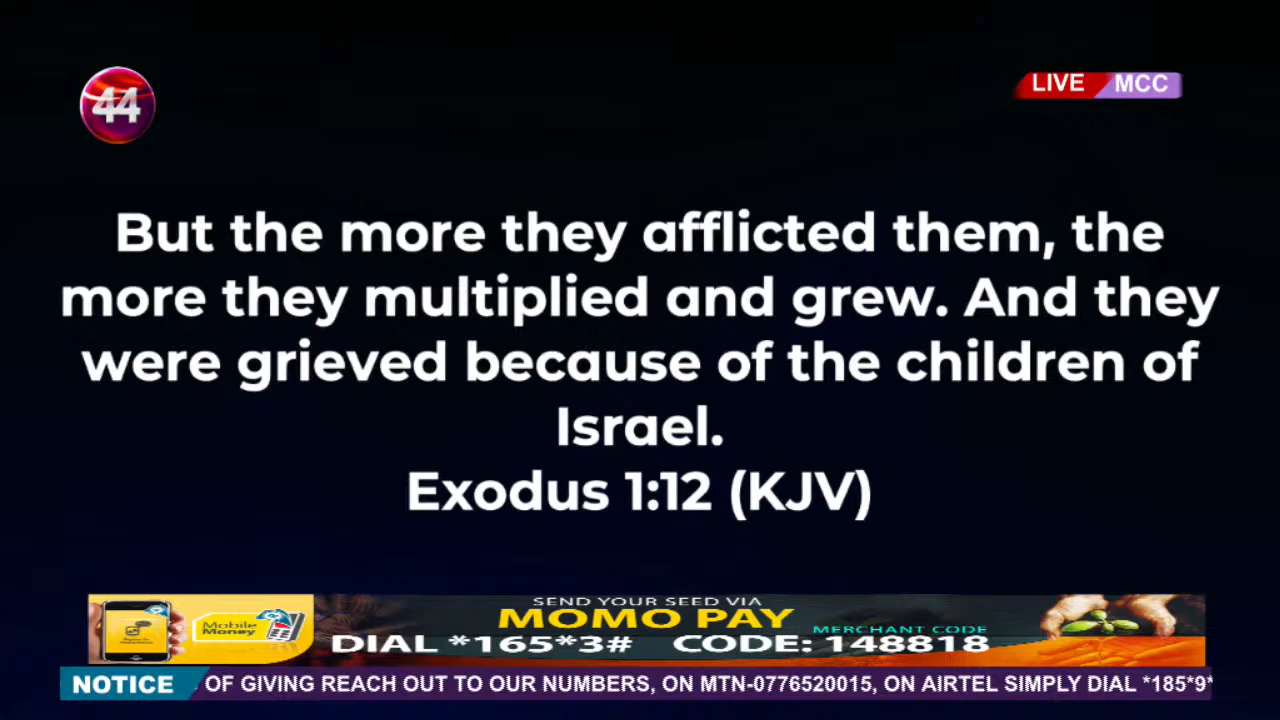 44
LIVE MCC
But the more they afflicted them, the
more they multiplied and grew. And they
were grieved because of the children of
Israel.
Exodus 1:12 (KJV)
SEND YOUR SEED VIA
MOMO PAY
Mobile
Money
MERCHANT CODE
DIAL *165*3# CODE: 148818
NOTICE OF GIVING REACH OUT TO OUR NUMBERS, ON MTN-0776520015, ON AIRTEL SIMPLY DIAL *185*9*